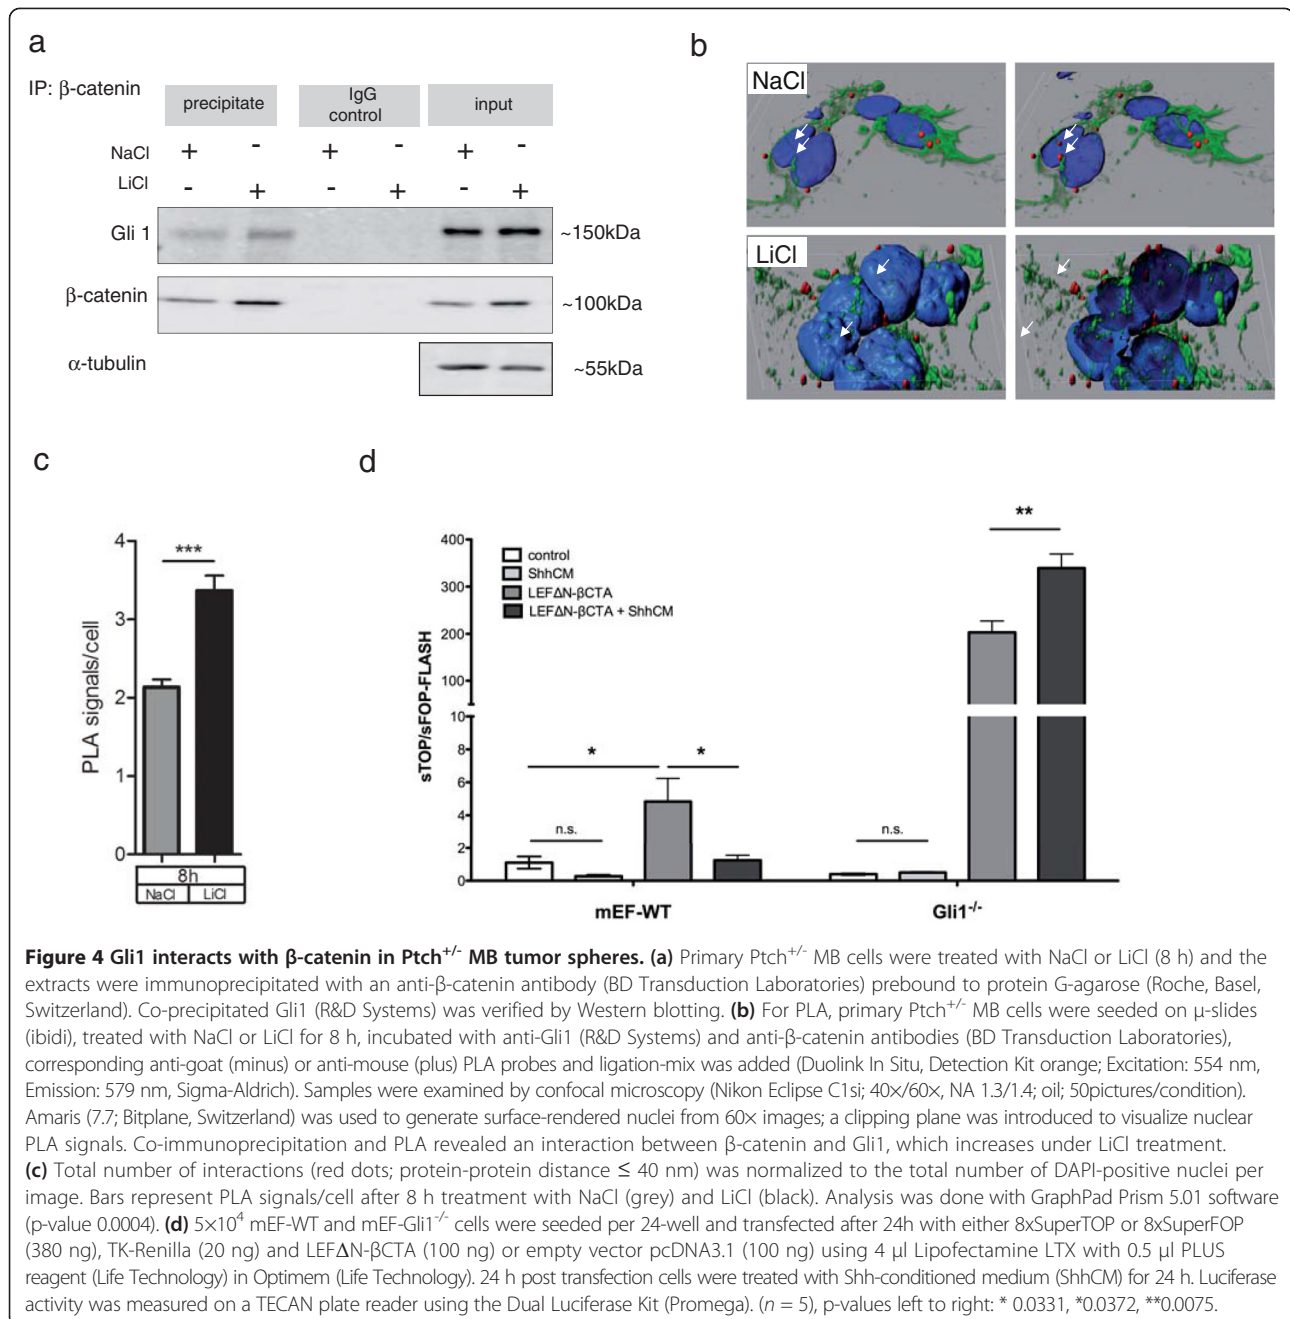 a
IP: β-catenin
precipitate
IgG control
input
NaCl + - + - + -
LiCl - + - + - +
Gli 1
~150kDa
β-catenin
~100kDa
α-tubulin
~55kDa
b
NaCl
LiCl
c
PLA signals/cell
4
3
2
1
0
***
8h
NaCl LiCl
d
sTOP/sFOP-FLASH
400
300
200
100
10
8
6
4
2
0
control
ShhCM
LEFΔN-βCTA
LEFΔN-βCTA + ShhCM
n.s.
*
*
n.s.
**
mEF-WT
Gli1-/-
Figure 4 Gli1 interacts with β-catenin in Ptch+/- MB tumor spheres. (a) Primary Ptch+/- MB cells were treated with NaCl or LiCl (8 h) and the
extracts were immunoprecipitated with an anti-β-catenin antibody (BD Transduction Laboratories) prebound to protein G-agarose (Roche, Basel,
Switzerland). Co-precipitated Gli1 (R&D Systems) was verified by Western blotting. (b) For PLA, primary Ptch+/- MB cells were seeded on μ-slides
(ibidi), treated with NaCl or LiCl for 8 h, incubated with anti-Gli1 (R&D Systems) and anti-β-catenin antibodies (BD Transduction Laboratories),
corresponding anti-goat (minus) or anti-mouse (plus) PLA probes and ligation-mix was added (Duolink In Situ, Detection Kit orange; Excitation: 554 nm,
Emission: 579 nm, Sigma-Aldrich). Samples were examined by confocal microscopy (Nikon Eclipse C1si; 40×/60×, NA 1.3/1.4; oil; 50pictures/condition).
Amaris (7.7; Bitplane, Switzerland) was used to generate surface-rendered nuclei from 60× images; a clipping plane was introduced to visualize nuclear
PLA signals. Co-immunoprecipitation and PLA revealed an interaction between β-catenin and Gli1, which increases under LiCl treatment.
(c) Total number of interactions (red dots; protein-protein distance ≤ 40 nm) was normalized to the total number of DAPI-positive nuclei per
image. Bars represent PLA signals/cell after 8 h treatment with NaCl (grey) and LiCl (black). Analysis was done with GraphPad Prism 5.01 software
(p-value 0.0004). (d) 5×10⁴ mEF-WT and mEF-Gli1-/- cells were seeded per 24-well and transfected after 24h with either 8xSuperTOP or 8xSuperFOP
(380 ng), TK-Renilla (20 ng) and LEFΔN-βCTA (100 ng) or empty vector pcDNA3.1 (100 ng) using 4 μl Lipofectamine LTX with 0.5 μl PLUS
reagent (Life Technology) in Optimem (Life Technology). 24 h post transfection cells were treated with Shh-conditioned medium (ShhCM) for 24 h. Luciferase
activity was measured on a TECAN plate reader using the Dual Luciferase Kit (Promega). (n = 5), p-values left to right: * 0.0331, *0.0372, **0.0075.